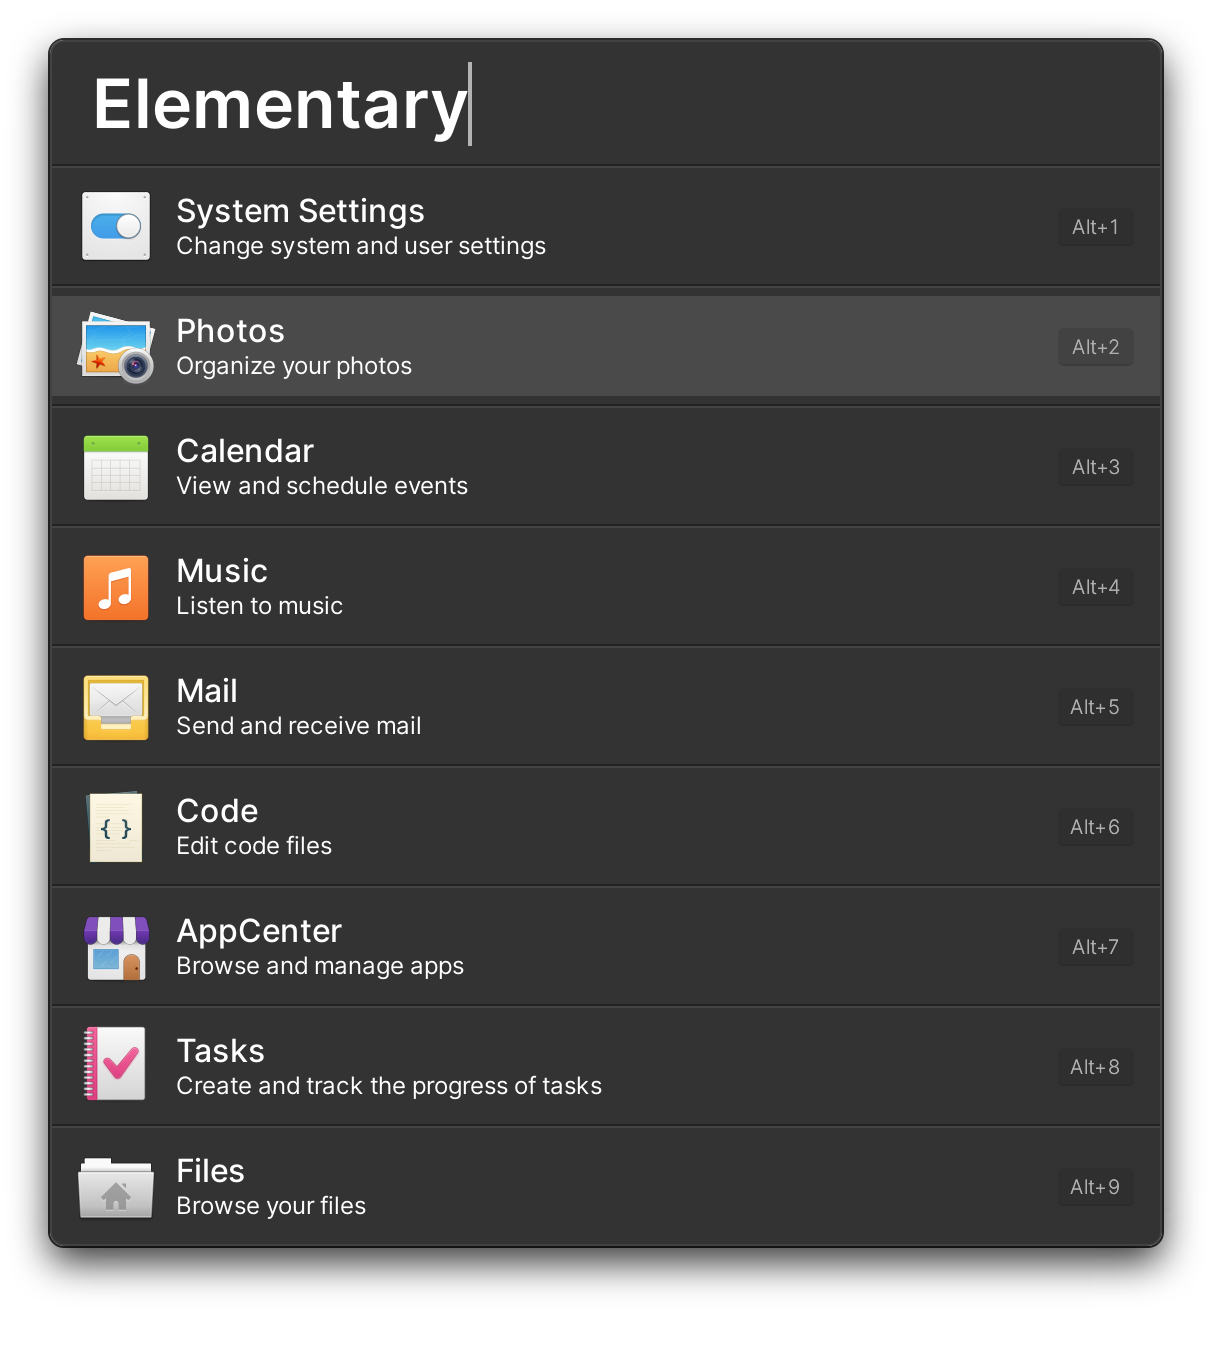 Elementary
System Settings
Change system and user settings
Alt+1
Photos
Organize your photos
Alt+2
Calendar
View and schedule events
Alt+3
Music
Listen to music
Alt+4
Mail
Send and receive mail
Alt+5
Code
Edit code files
Alt+6
{ }
AppCenter
Browse and manage apps
Alt+7
Tasks
Create and track the progress of tasks
Alt+8
Files
Browse your files
Alt+9